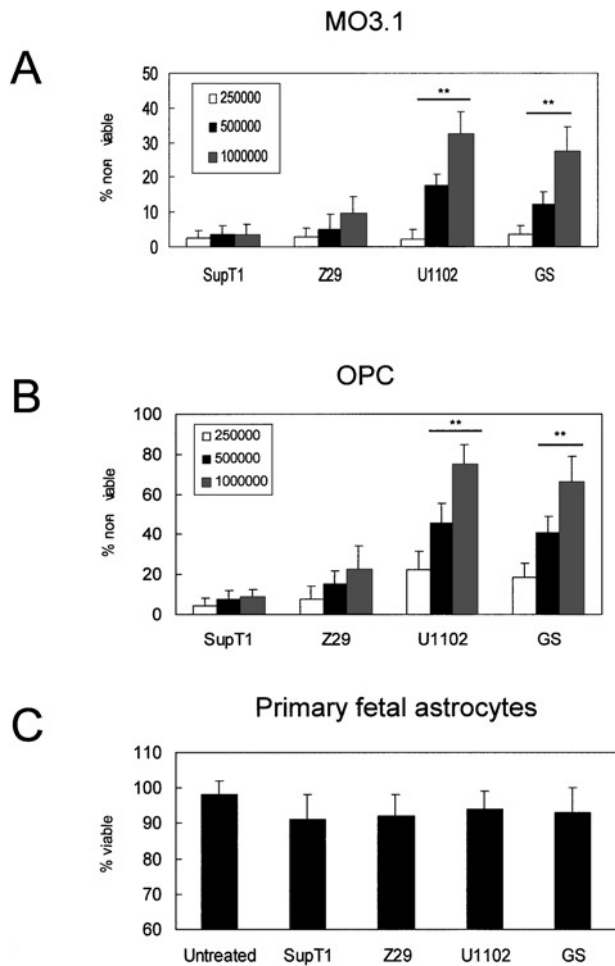 MO3.1
A
50
40
30
20
10
0
% non viable
250000
500000
1000000
**
**
SupT1 Z29 U1102 GS
OPC
B
100
80
60
40
20
0
% non viable
250000
500000
1000000
**
**
SupT1 Z29 U1102 GS
Primary fetal astrocytes
C
110
100
90
80
70
60
% viable
Untreated SupT1 Z29 U1102 GS